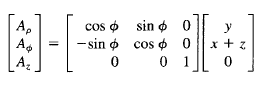 [A_ρ]   [cos φ  sin φ  0] [y]
[A_φ] = [−sin φ  cos φ  0] [x + z]
[A_z]   [0  0  1] [0]